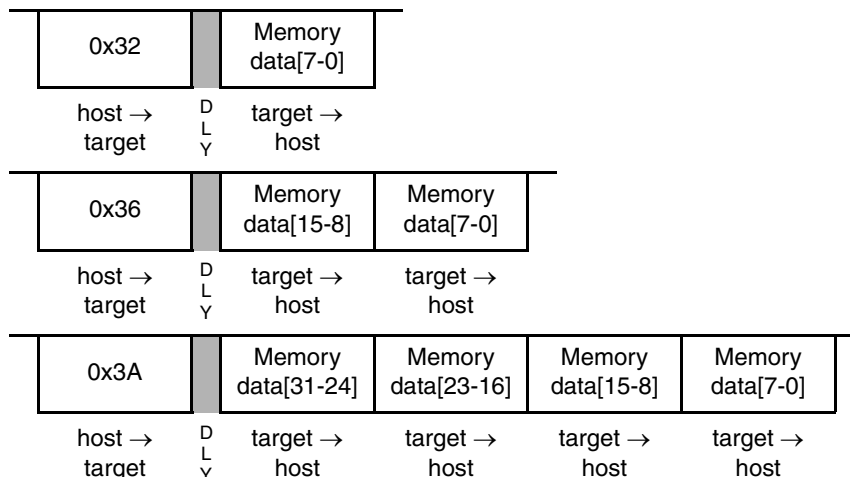 0x32 Memory
data[7-0]
host → D target →
target L host
Y
0x36 Memory Memory
data[15-8] data[7-0]
host → D target → target →
target L host host
Y
0x3A Memory Memory Memory Memory
data[31-24] data[23-16] data[15-8] data[7-0]
host → D target → target → target → target →
target L host host host host
Y